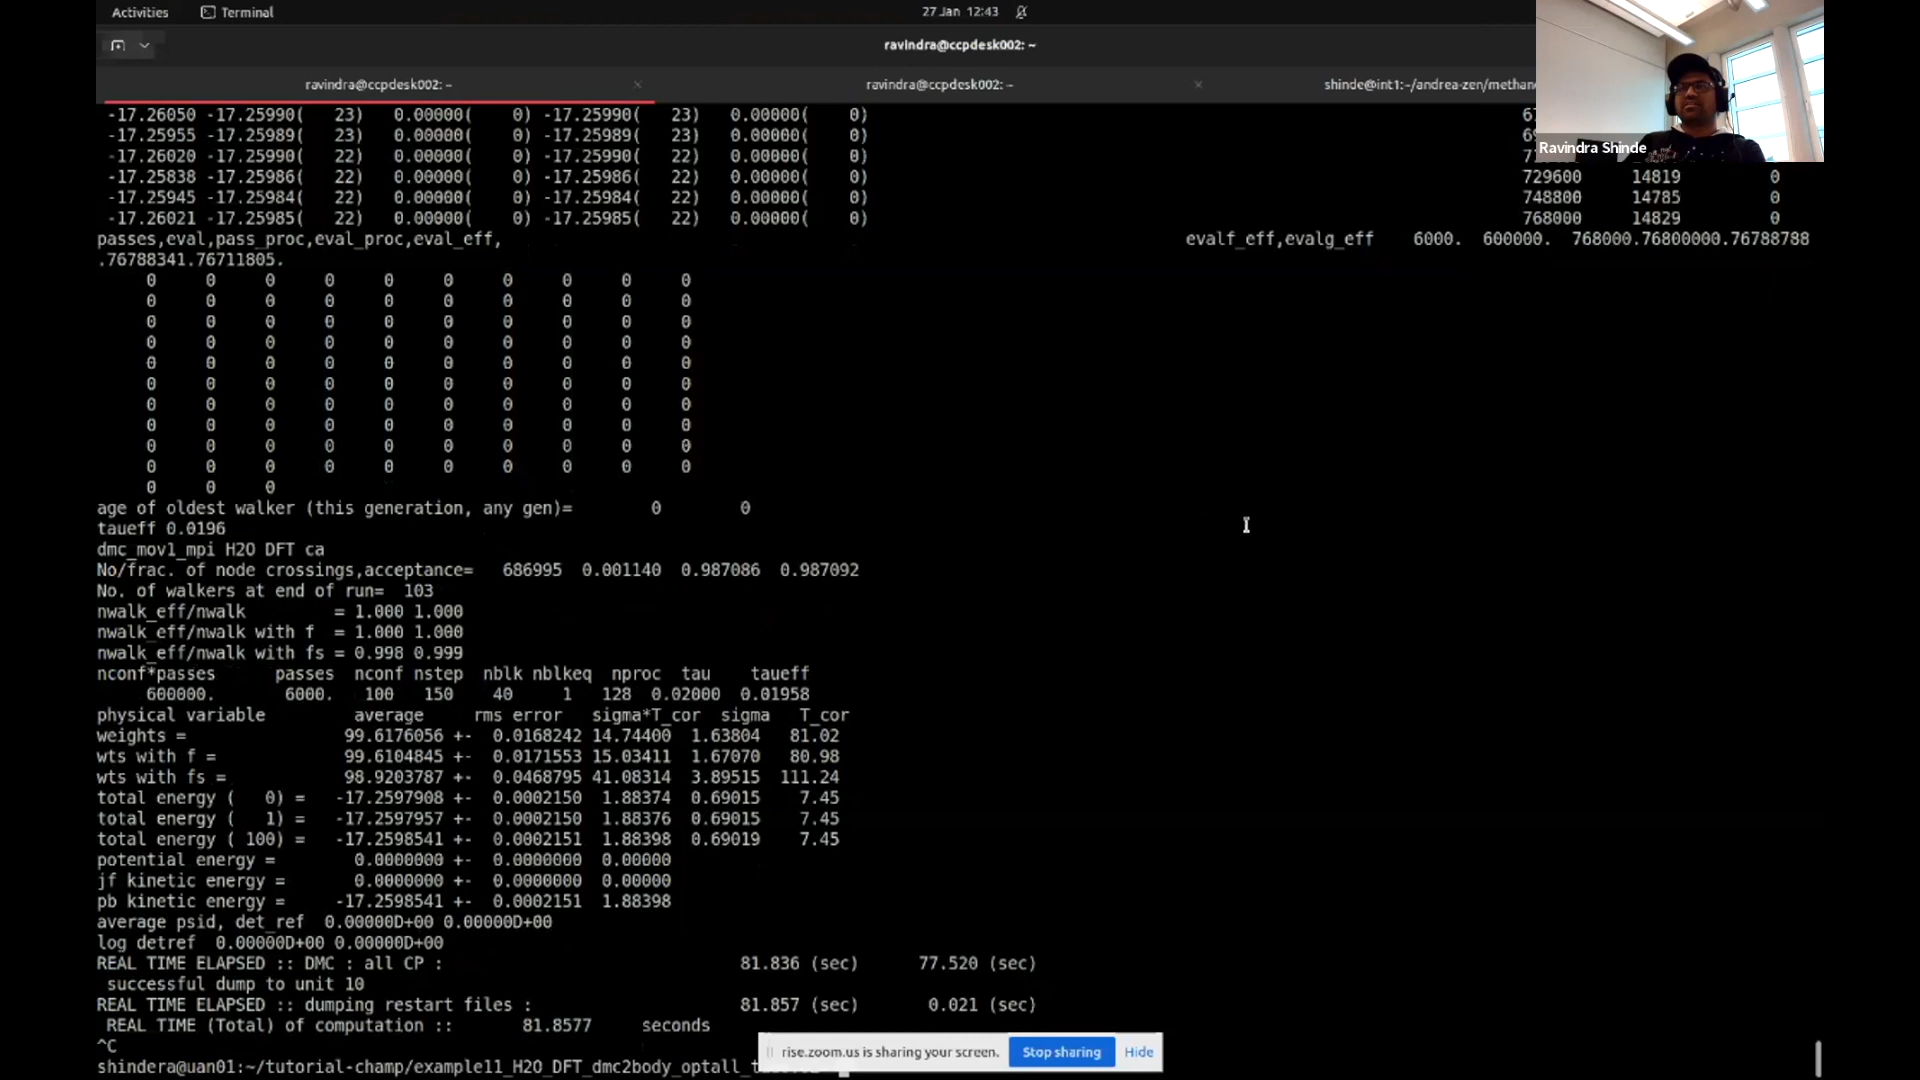 Activities Terminal 27 Jan 12:43
ravindra@ccpdesk002: ~
ravindra@ccpdesk002: ~ × ravindra@ccpdesk002: ~ × shinde@int1:~/andrea-zen/methan
Ravindra Shinde
-17.26050 -17.25990( 23) 0.00000( 0) -17.25990( 23) 0.00000( 0)
-17.25955 -17.25989( 23) 0.00000( 0) -17.25989( 23) 0.00000( 0)
-17.26020 -17.25990( 22) 0.00000( 0) -17.25990( 22) 0.00000( 0)
-17.25838 -17.25986( 22) 0.00000( 0) -17.25986( 22) 0.00000( 0) 729600 14819 0
-17.25945 -17.25984( 22) 0.00000( 0) -17.25984( 22) 0.00000( 0) 748800 14785 0
-17.26021 -17.25985( 22) 0.00000( 0) -17.25985( 22) 0.00000( 0) 768000 14829 0
passes,eval,pass_proc,eval_proc,eval_eff, evalf_eff,evalg_eff 6000. 600000. 768000.76800000.76788788
.76788341.76711805.
0 0 0 0 0 0 0 0 0 0
0 0 0 0 0 0 0 0 0 0
0 0 0 0 0 0 0 0 0 0
0 0 0 0 0 0 0 0 0 0
0 0 0 0 0 0 0 0 0 0
0 0 0 0 0 0 0 0 0 0
0 0 0 0 0 0 0 0 0 0
0 0 0 0 0 0 0 0 0 0
0 0 0 0 0 0 0 0 0 0
0 0 0 0 0 0 0 0 0 0
0 0 0
age of oldest walker (this generation, any gen)= 0 0
taueff 0.0196
dmc_mov1_mpi H2O DFT ca
No/frac. of node crossings,acceptance= 686995 0.001140 0.987086 0.987092
No. of walkers at end of run= 103
nwalk_eff/nwalk = 1.000 1.000
nwalk_eff/nwalk with f = 1.000 1.000
nwalk_eff/nwalk with fs = 0.998 0.999
nconf*passes passes nconf nstep nblk nblkeq nproc tau taueff
600000. 6000. 100 150 40 1 128 0.02000 0.01958
physical variable average rms error sigma*T_cor sigma T_cor
weights = 99.6176056 +- 0.0168242 14.74400 1.63804 81.02
wts with f = 99.6104845 +- 0.0171553 15.03411 1.67070 80.98
wts with fs = 98.9203787 +- 0.0468795 41.08314 3.89515 111.24
total energy ( 0) = -17.2597908 +- 0.0002150 1.88374 0.69015 7.45
total energy ( 1) = -17.2597957 +- 0.0002150 1.88376 0.69015 7.45
total energy ( 100) = -17.2598541 +- 0.0002151 1.88398 0.69019 7.45
potential energy = 0.0000000 +- 0.0000000 0.00000
jf kinetic energy = 0.0000000 +- 0.0000000 0.00000
pb kinetic energy = -17.2598541 +- 0.0002151 1.88398
average psid, det_ref 0.00000D+00 0.00000D+00
log detref 0.00000D+00 0.00000D+00
REAL TIME ELAPSED :: DMC : all CP : 81.836 (sec) 77.520 (sec)
successful dump to unit 10
REAL TIME ELAPSED :: dumping restart files : 81.857 (sec) 0.021 (sec)
REAL TIME (Total) of computation :: 81.8577 seconds
^C
rise.zoom.us is sharing your screen. Stop sharing Hide
shindera@uan01:~/tutorial-champ/example11_H2O_DFT_dmc2body_optall_